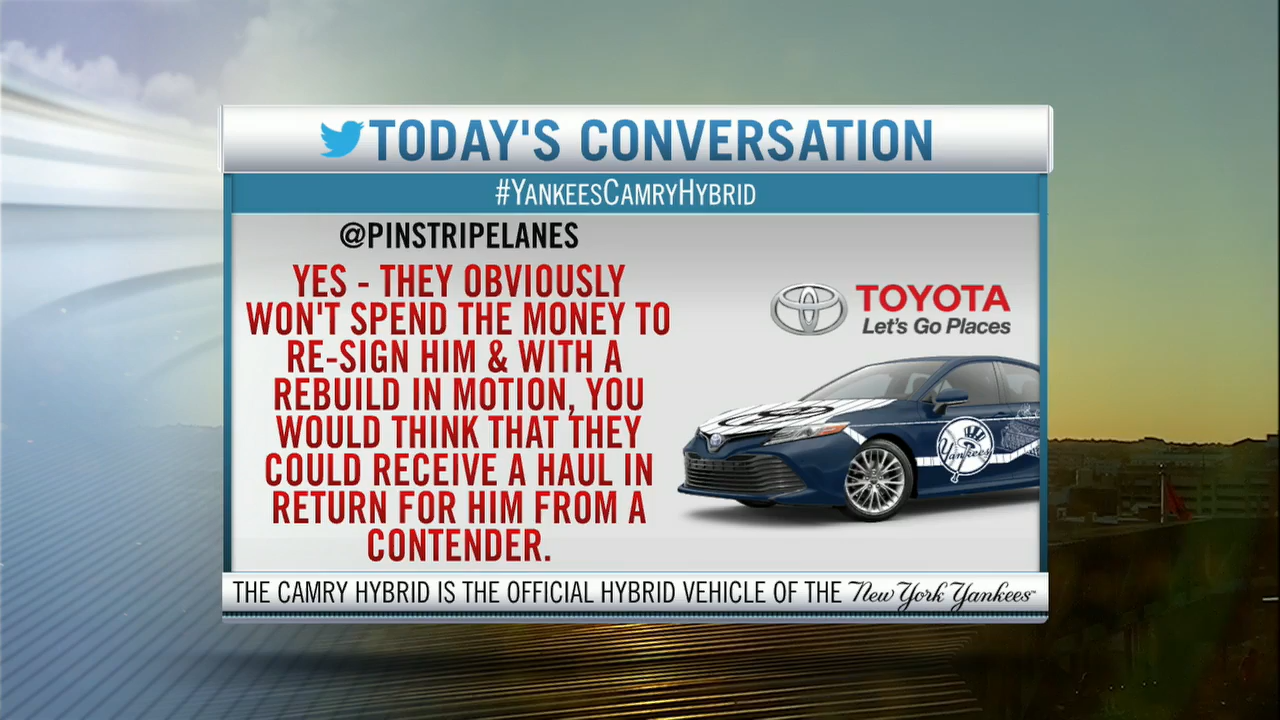 TODAY'S CONVERSATION
#YANKEESCAMRYHYBRID
@PINSTRIPELANES
YES - THEY OBVIOUSLY
WON'T SPEND THE MONEY TO
RE-SIGN HIM & WITH A
REBUILD IN MOTION, YOU
WOULD THINK THAT THEY
COULD RECEIVE A HAUL IN
RETURN FOR HIM FROM A
CONTENDER.
TOYOTA
Let's Go Places
Yankees
THE CAMRY HYBRID IS THE OFFICIAL HYBRID VEHICLE OF THE New York Yankees